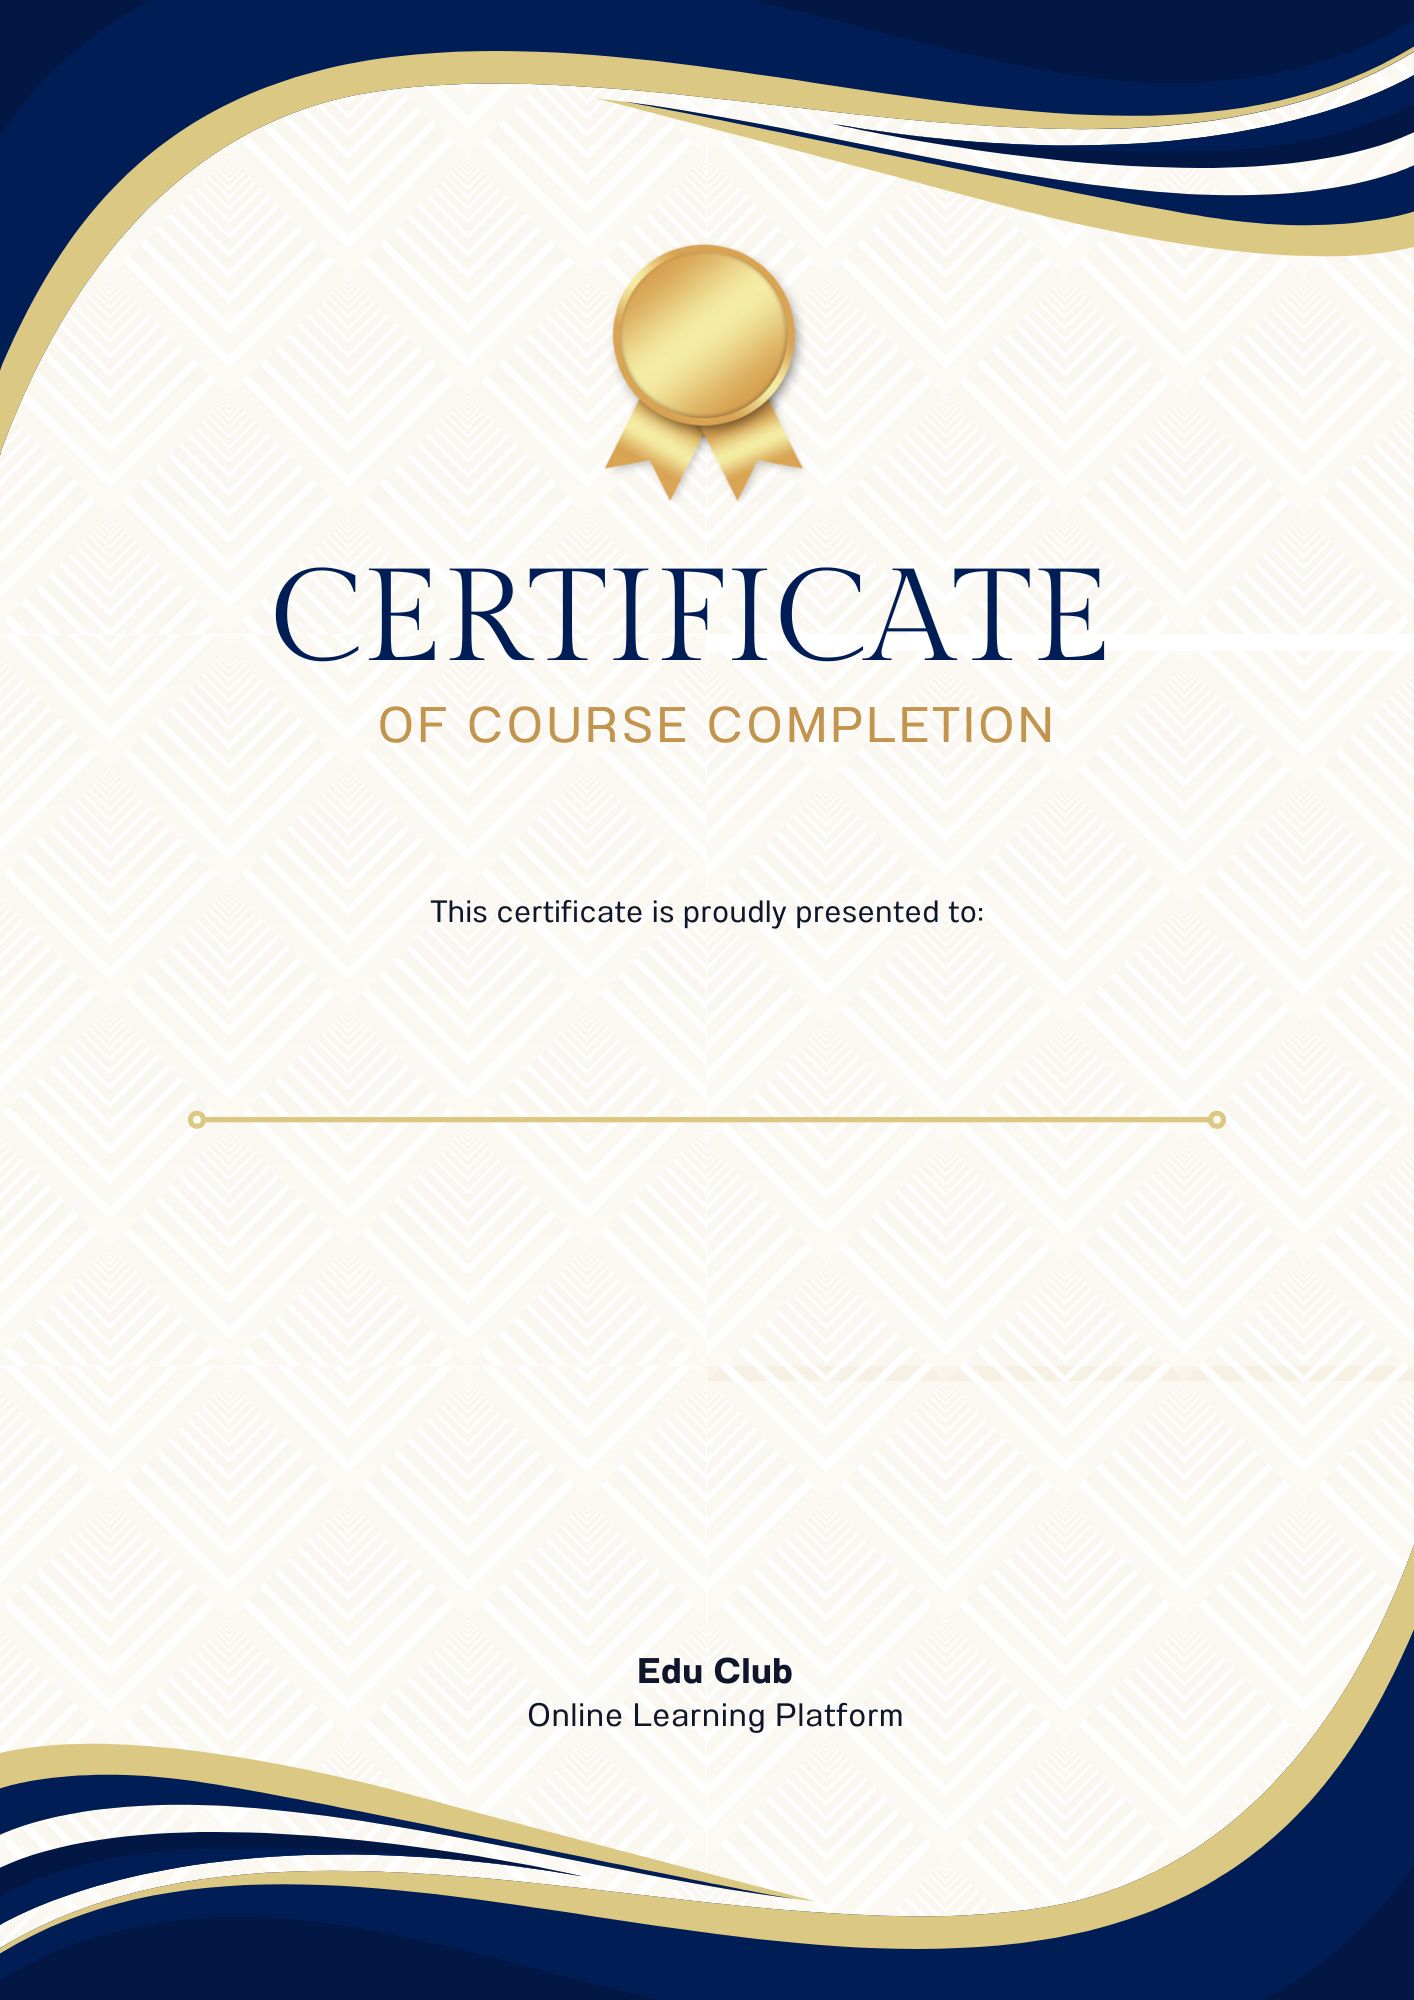 CERTIFICATE
OF COURSE COMPLETION
This certificate is proudly presented to:
Edu Club
Online Learning Platform